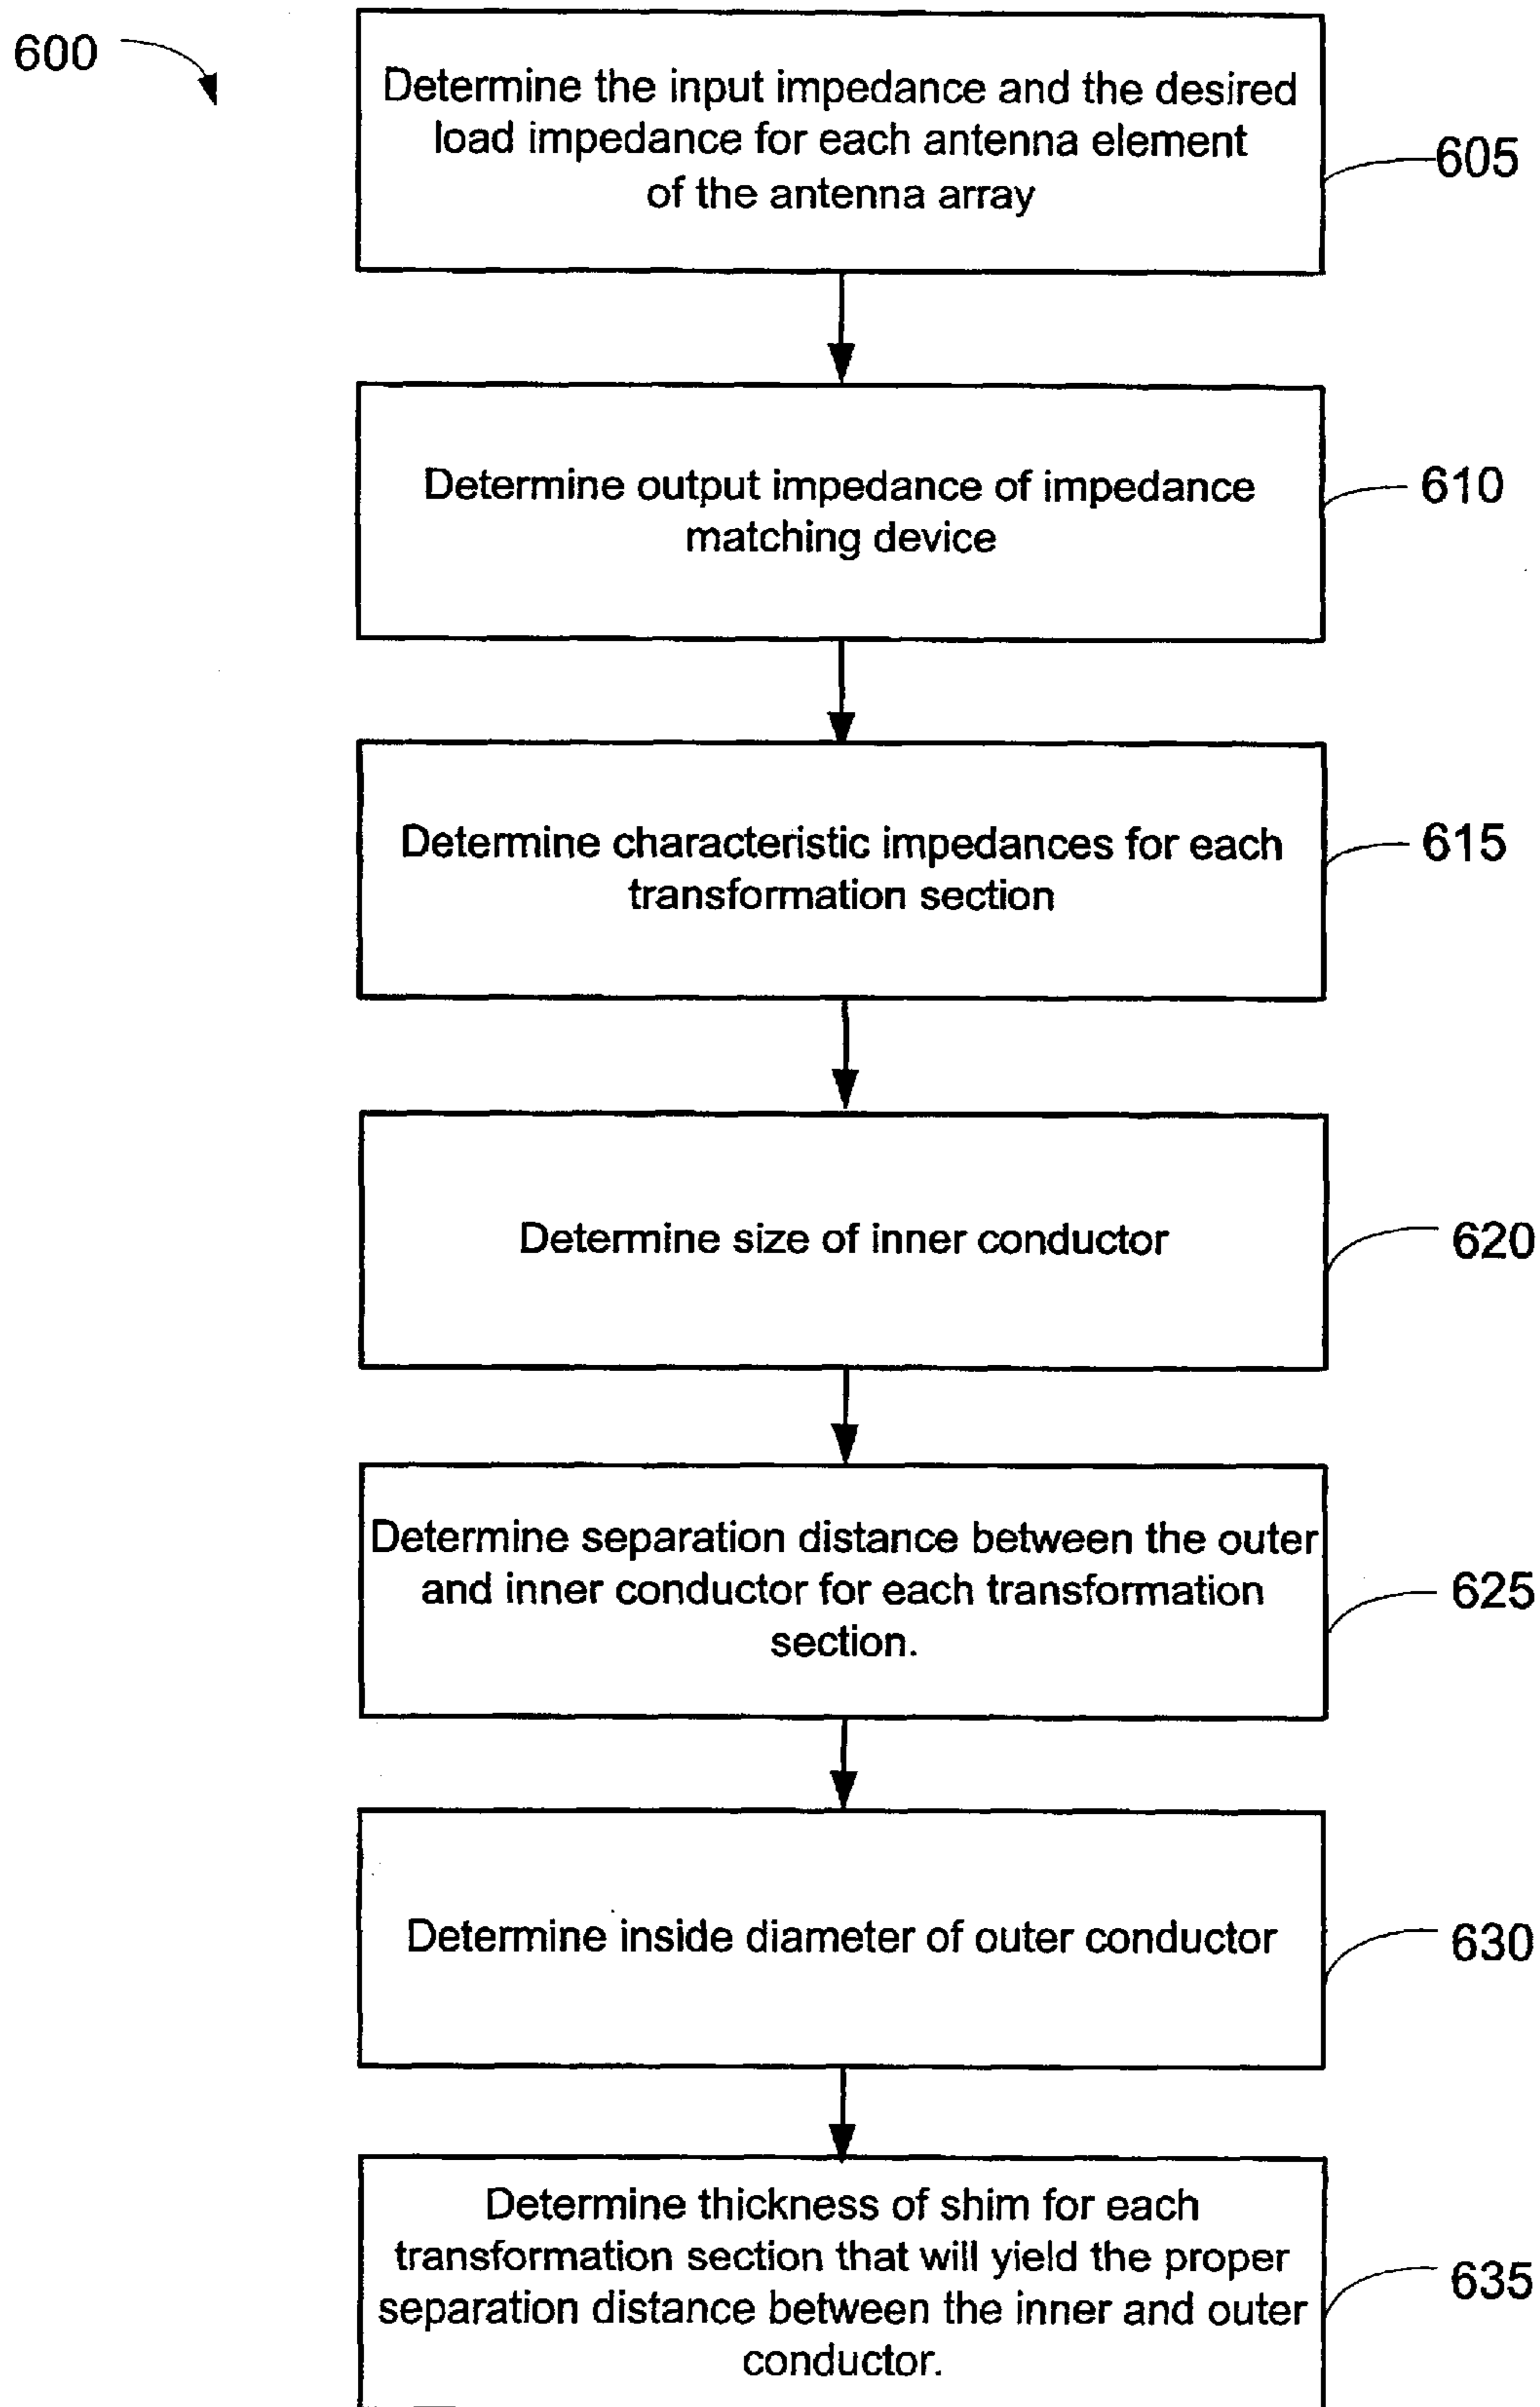 600
Determine the input impedance and the desired
load impedance for each antenna element
of the antenna array
605
Determine output impedance of impedance
matching device
610
Determine characteristic impedances for each
transformation section
615
Determine size of inner conductor
620
Determine separation distance between the outer
and inner conductor for each transformation
section.
625
Determine inside diameter of outer conductor
630
Determine thickness of shim for each
transformation section that will yield the proper
separation distance between the inner and outer
conductor.
635